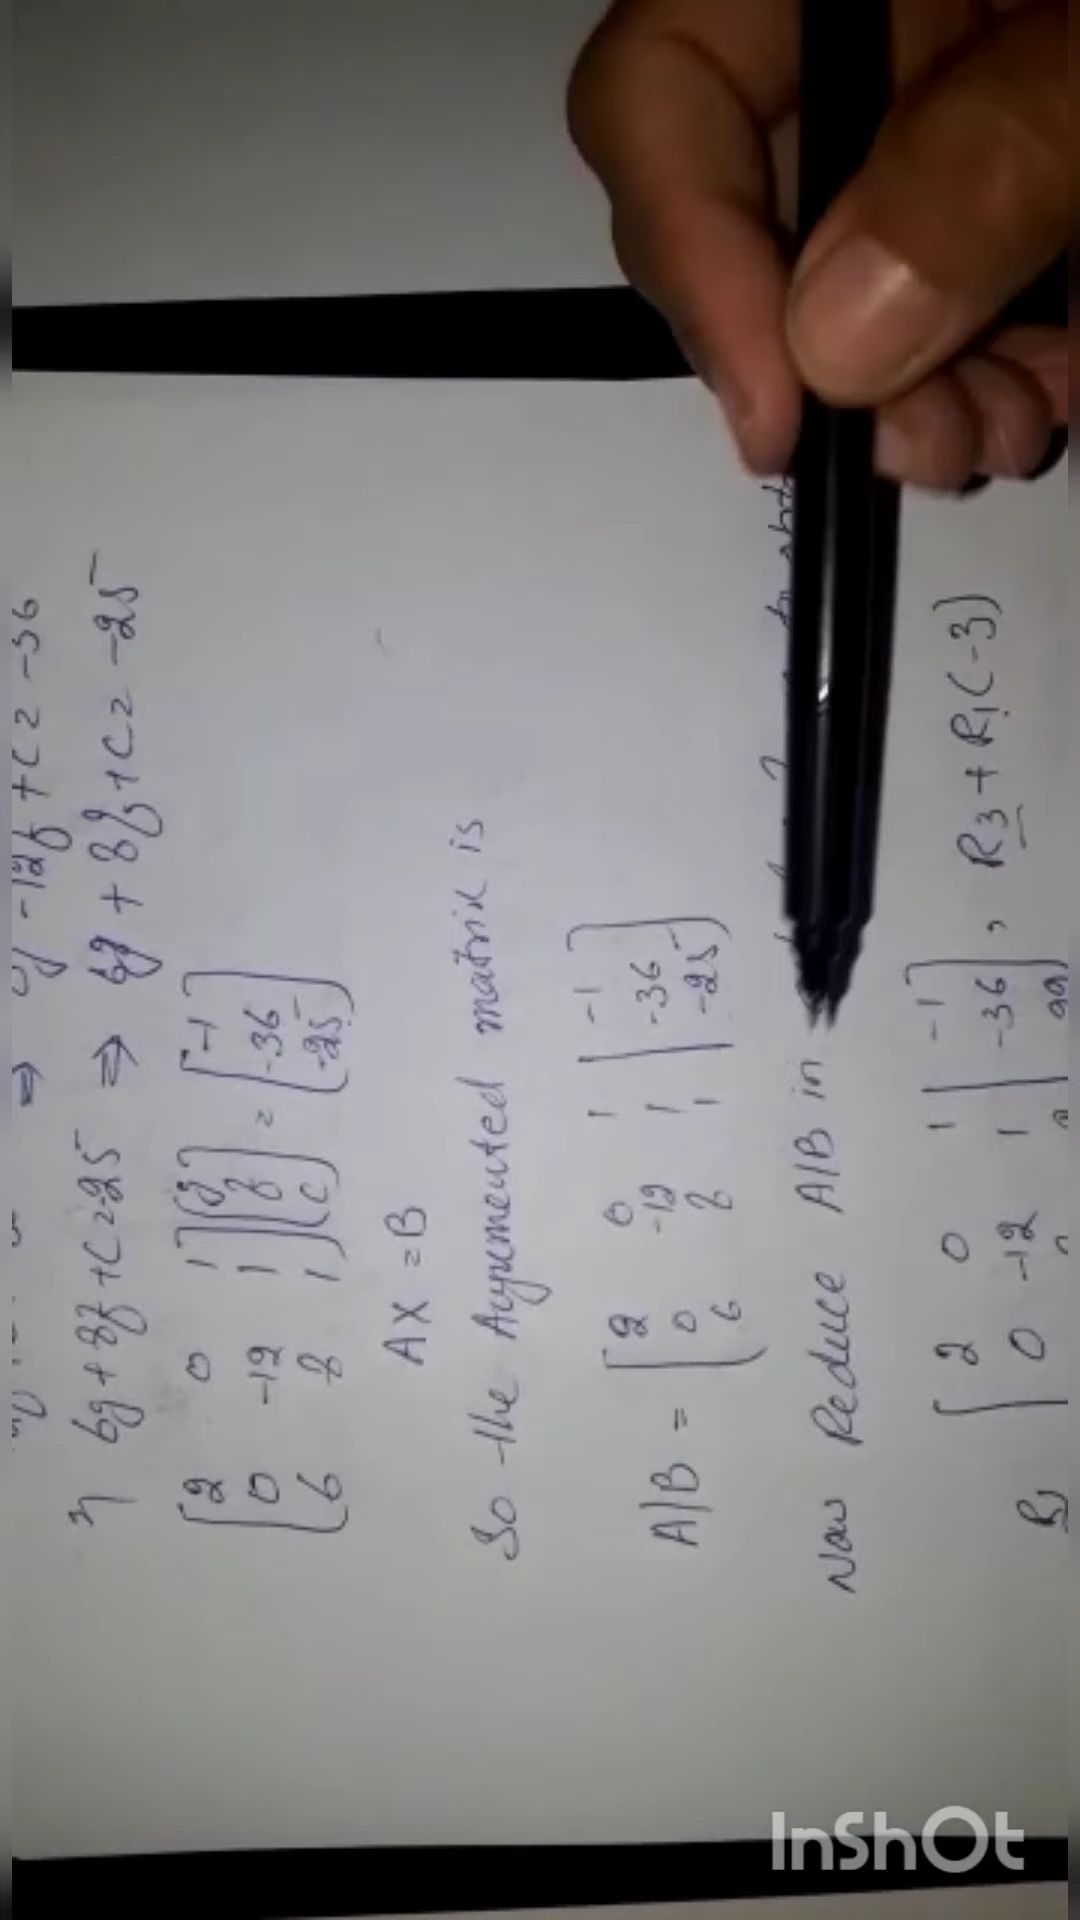 -12f + c = -36
⇒
6g + 8f + c = -25 ⇒ 6g + 8f + c = -25
[2 0 1] [g] = [-1]
[0 -12 1] [f] [-36]
[6 8 1] [c] [-25]
AX = B
So the Augmented matrix is
A|B = [2 0 1 | -1]
[0 -12 1 | -36]
[6 8 1 | -25]
Now Reduce A/B in
[2 0 1 | -1]
[0 -12 1 | -36] , R3 + R1(-3)
InShOt